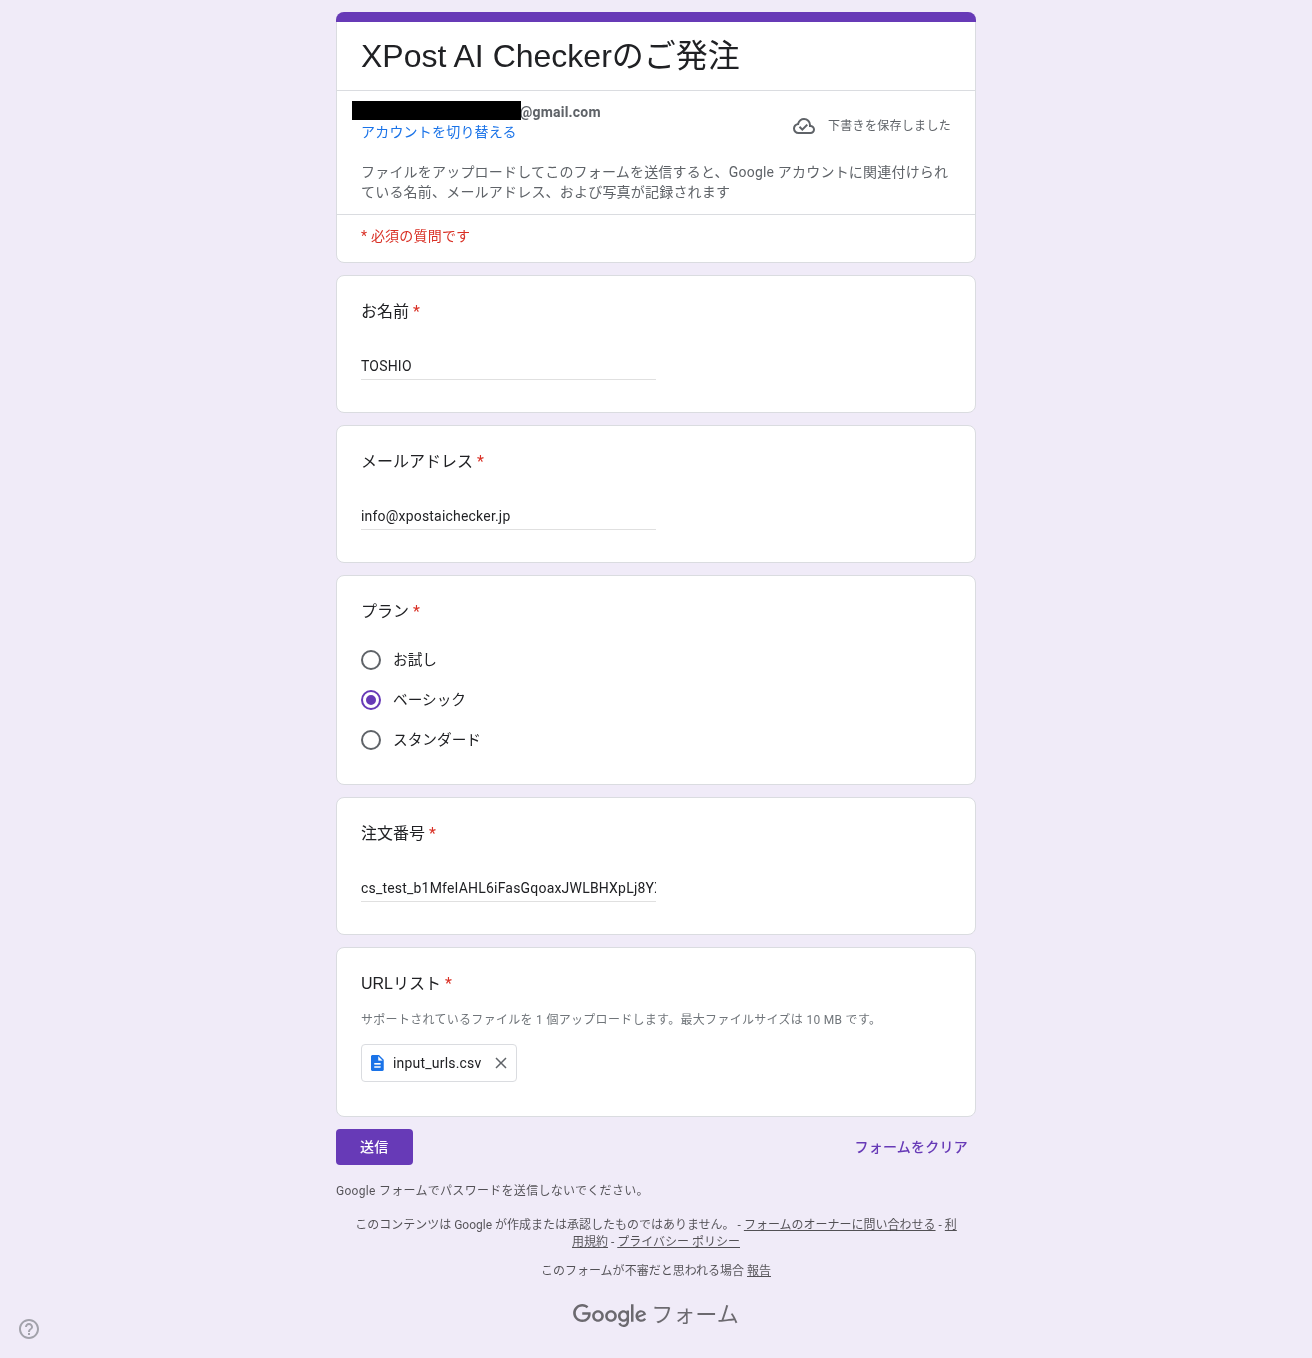 XPost AI Checkerのご発注
@gmail.com
アカウントを切り替える
下書きを保存しました
ファイルをアップロードしてこのフォームを送信すると、Google アカウントに関連付けられ
ている名前、メールアドレス、および写真が記録されます
* 必須の質問です
お名前 *
TOSHIO
メールアドレス *
info@xpostaichecker.jp
プラン *
お試し
ベーシック
スタンダード
注文番号 *
cs_test_b1MfelAHL6iFasGqoaxJWLBHXpLj8Y
URLリスト *
サポートされているファイルを 1 個アップロードします。最大ファイルサイズは 10 MB です。
input_urls.csv
送信
フォームをクリア
Google フォームでパスワードを送信しないでください。
このコンテンツは Google が作成または承認したものではありません。 - フォームのオーナーに問い合わせる - 利
用規約 - プライバシー ポリシー
このフォームが不審だと思われる場合 報告
Google フォーム